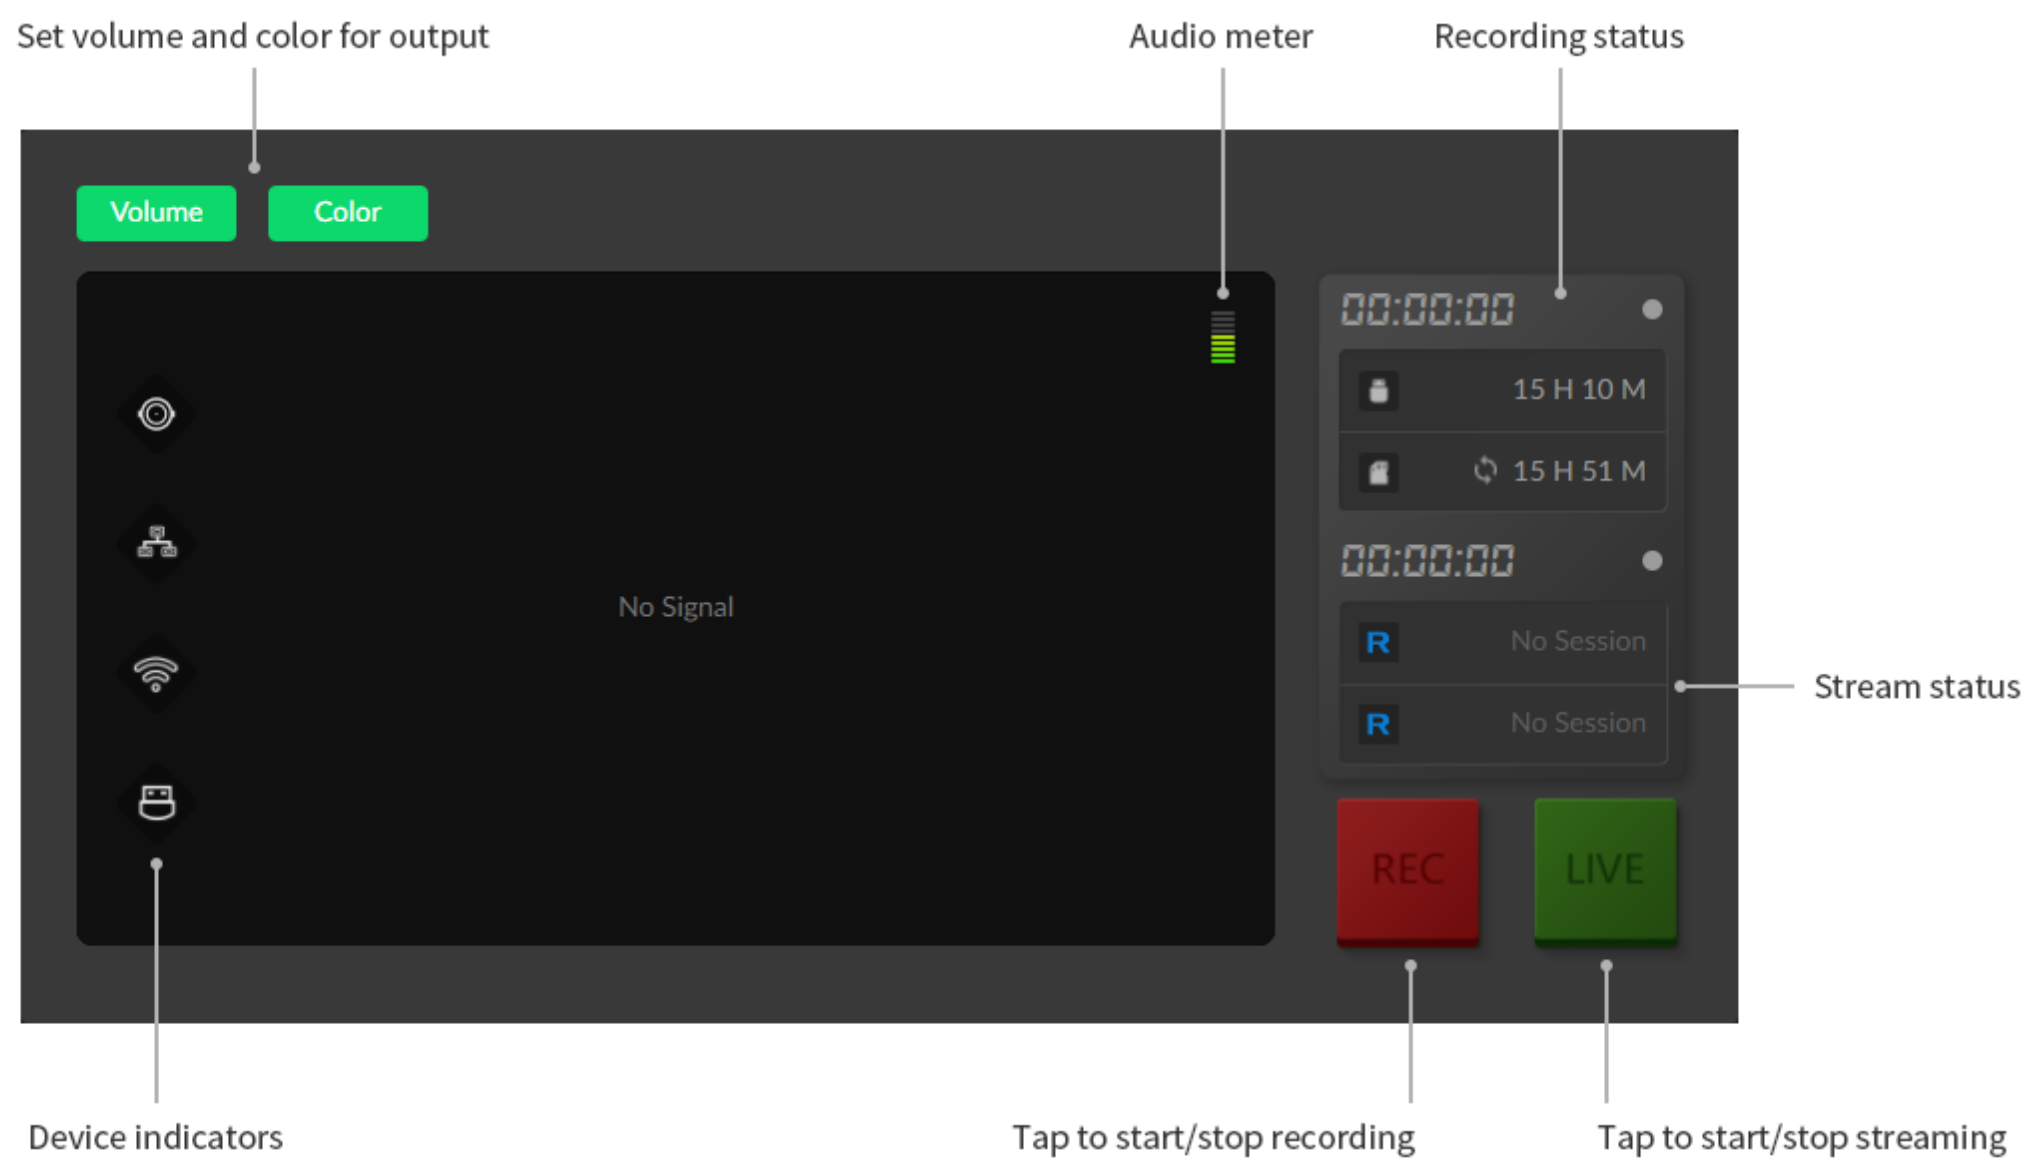 Set volume and color for output
Audio meter
Recording status
Volume
Color
00:00:00
15 H 10 M
15 H 51 M
00:00:00
No Signal
R No Session
R No Session
Stream status
REC
LIVE
Device indicators
Tap to start/stop recording
Tap to start/stop streaming